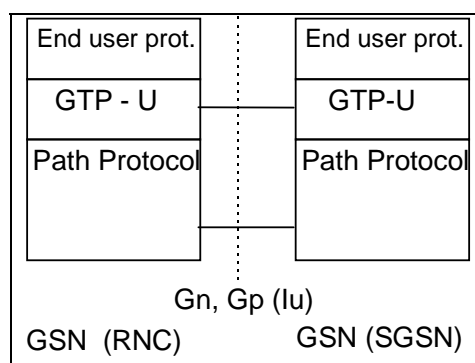 End user prot.
End user prot.
GTP - U
GTP-U
Path Protocol
Path Protocol
Gn, Gp (Iu)
GSN (RNC)
GSN (SGSN)